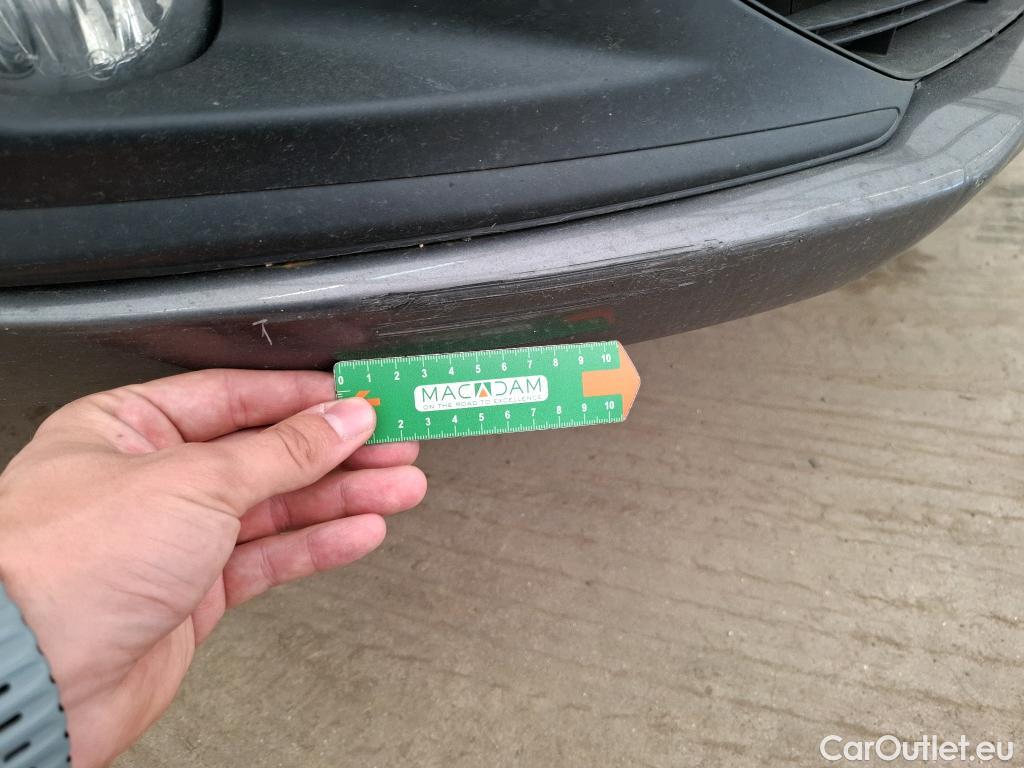 0 1 2 3 4 5 6 7 8 9 10
MACADAM
ON THE ROAD TO EXCELLENCE
2 3 4 5 6 7 8 9 10
CarOutlet.eu